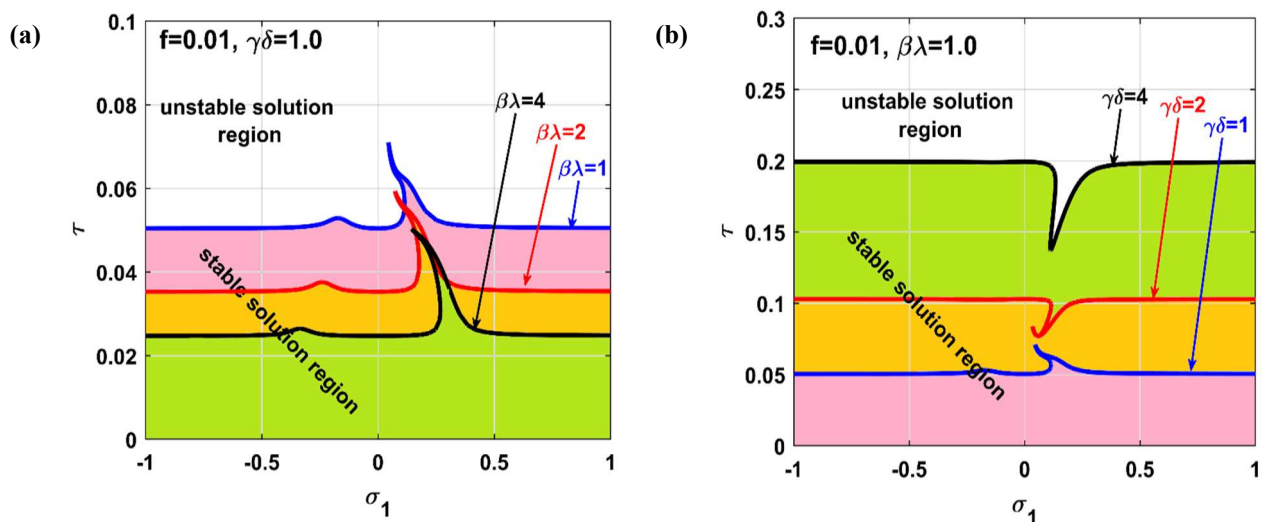 (a)
f=0.01, γδ=1.0
unstable solution
region
βλ=4
βλ=2
βλ=1
stable solution region
τ
0.1
0.08
0.06
0.04
0.02
0
-1
-0.5
0
0.5
1
σ1
(b)
f=0.01, βλ=1.0
unstable solution
region
γδ=4
γδ=2
γδ=1
stable solution region
τ
0.3
0.25
0.2
0.15
0.1
0.05
0
-1
-0.5
0
0.5
1
σ1